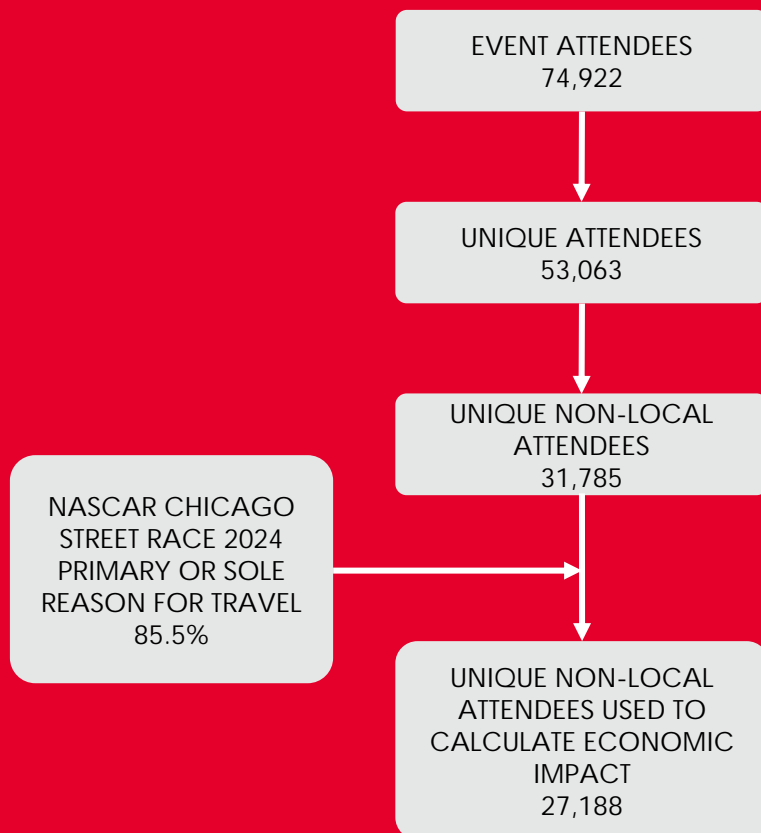 EVENT ATTENDEES
74,922
UNIQUE ATTENDEES
53,063
UNIQUE NON-LOCAL
ATTENDEES
31,785
NASCAR CHICAGO
STREET RACE 2024
PRIMARY OR SOLE
REASON FOR TRAVEL
85.5%
UNIQUE NON-LOCAL
ATTENDEES USED TO
CALCULATE ECONOMIC
IMPACT
27,188